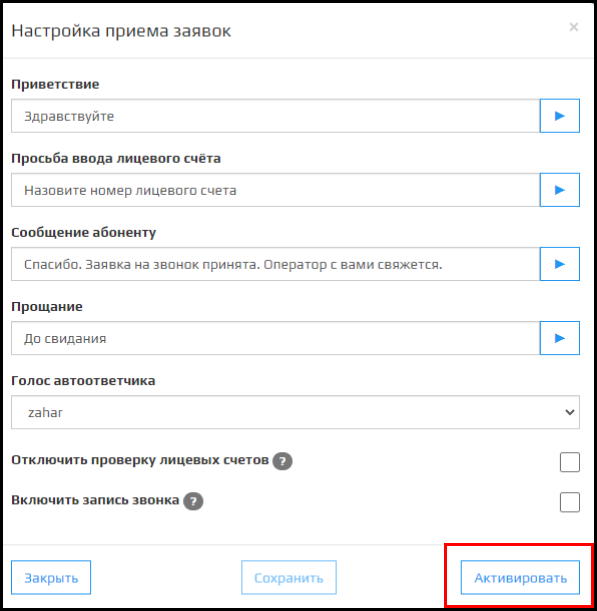 Настройка приема заявок
×
Приветствие
Здравствуйте
Просьба ввода лицевого счёта
Назовите номер лицевого счета
Сообщение абоненту
Спасибо. Заявка на звонок принята. Оператор с вами свяжется.
Прощание
До свидания
Голос автоответчика
zahar
Отключить проверку лицевых счетов ?
Включить запись звонка ?
Закрыть Сохранить Активировать